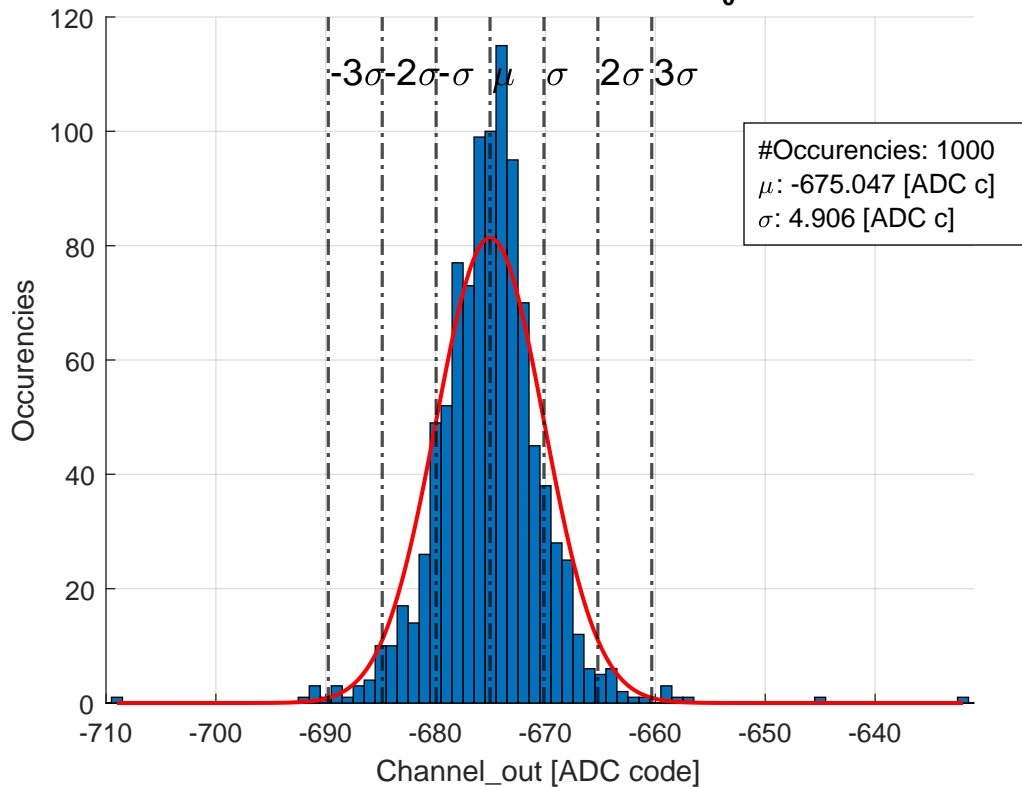 120
-3σ -2σ -σ μ σ 2σ 3σ
100
#Occurencies: 1000
μ: -675.047 [ADC c]
σ: 4.906 [ADC c]
80
60
40
20
0
Occurencies
-710 -700 -690 -680 -670 -660 -650 -640
Channel_out [ADC code]